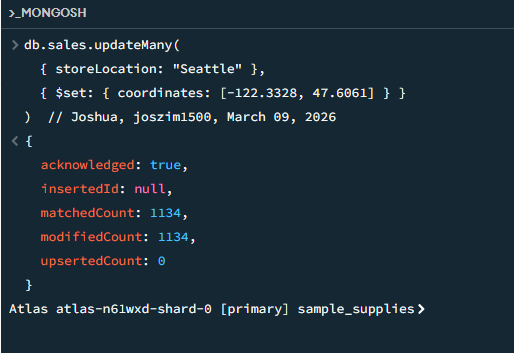 >_MONGOSH
> db.sales.updateMany(
{ storeLocation: "Seattle" },
{ $set: { coordinates: [-122.3328, 47.6061] } }
)  // Joshua, joszim1500, March 09, 2026
< {
acknowledged: true,
insertedId: null,
matchedCount: 1134,
modifiedCount: 1134,
upsertedCount: 0
}
Atlas atlas-n61wxd-shard-0 [primary] sample_supplies>